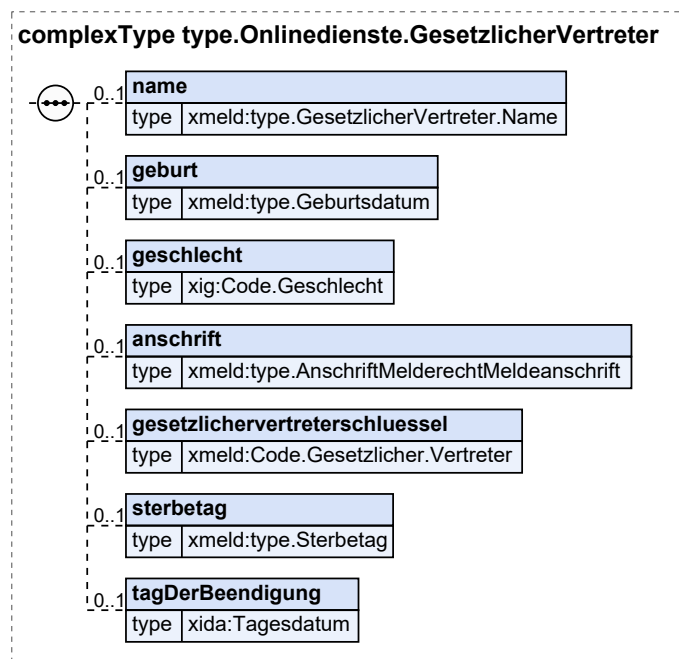 complexType type.Onlinedienste.GesetzlicherVertreter
0..1 name
type xmeld:type.GesetzlicherVertreter.Name
0..1 geburt
type xmeld:type.Geburtsdatum
0..1 geschlecht
type xig:Code.Geschlecht
0..1 anschrift
type xmeld:type.AnschriftMelderechtMeldeanschrift
0..1 gesetzlichervertreterschluessel
type xmeld:Code.Gesetzlicher.Vertreter
0..1 sterbetag
type xmeld:type.Sterbetag
0..1 tagDerBeendigung
type xida:Tagesdatum